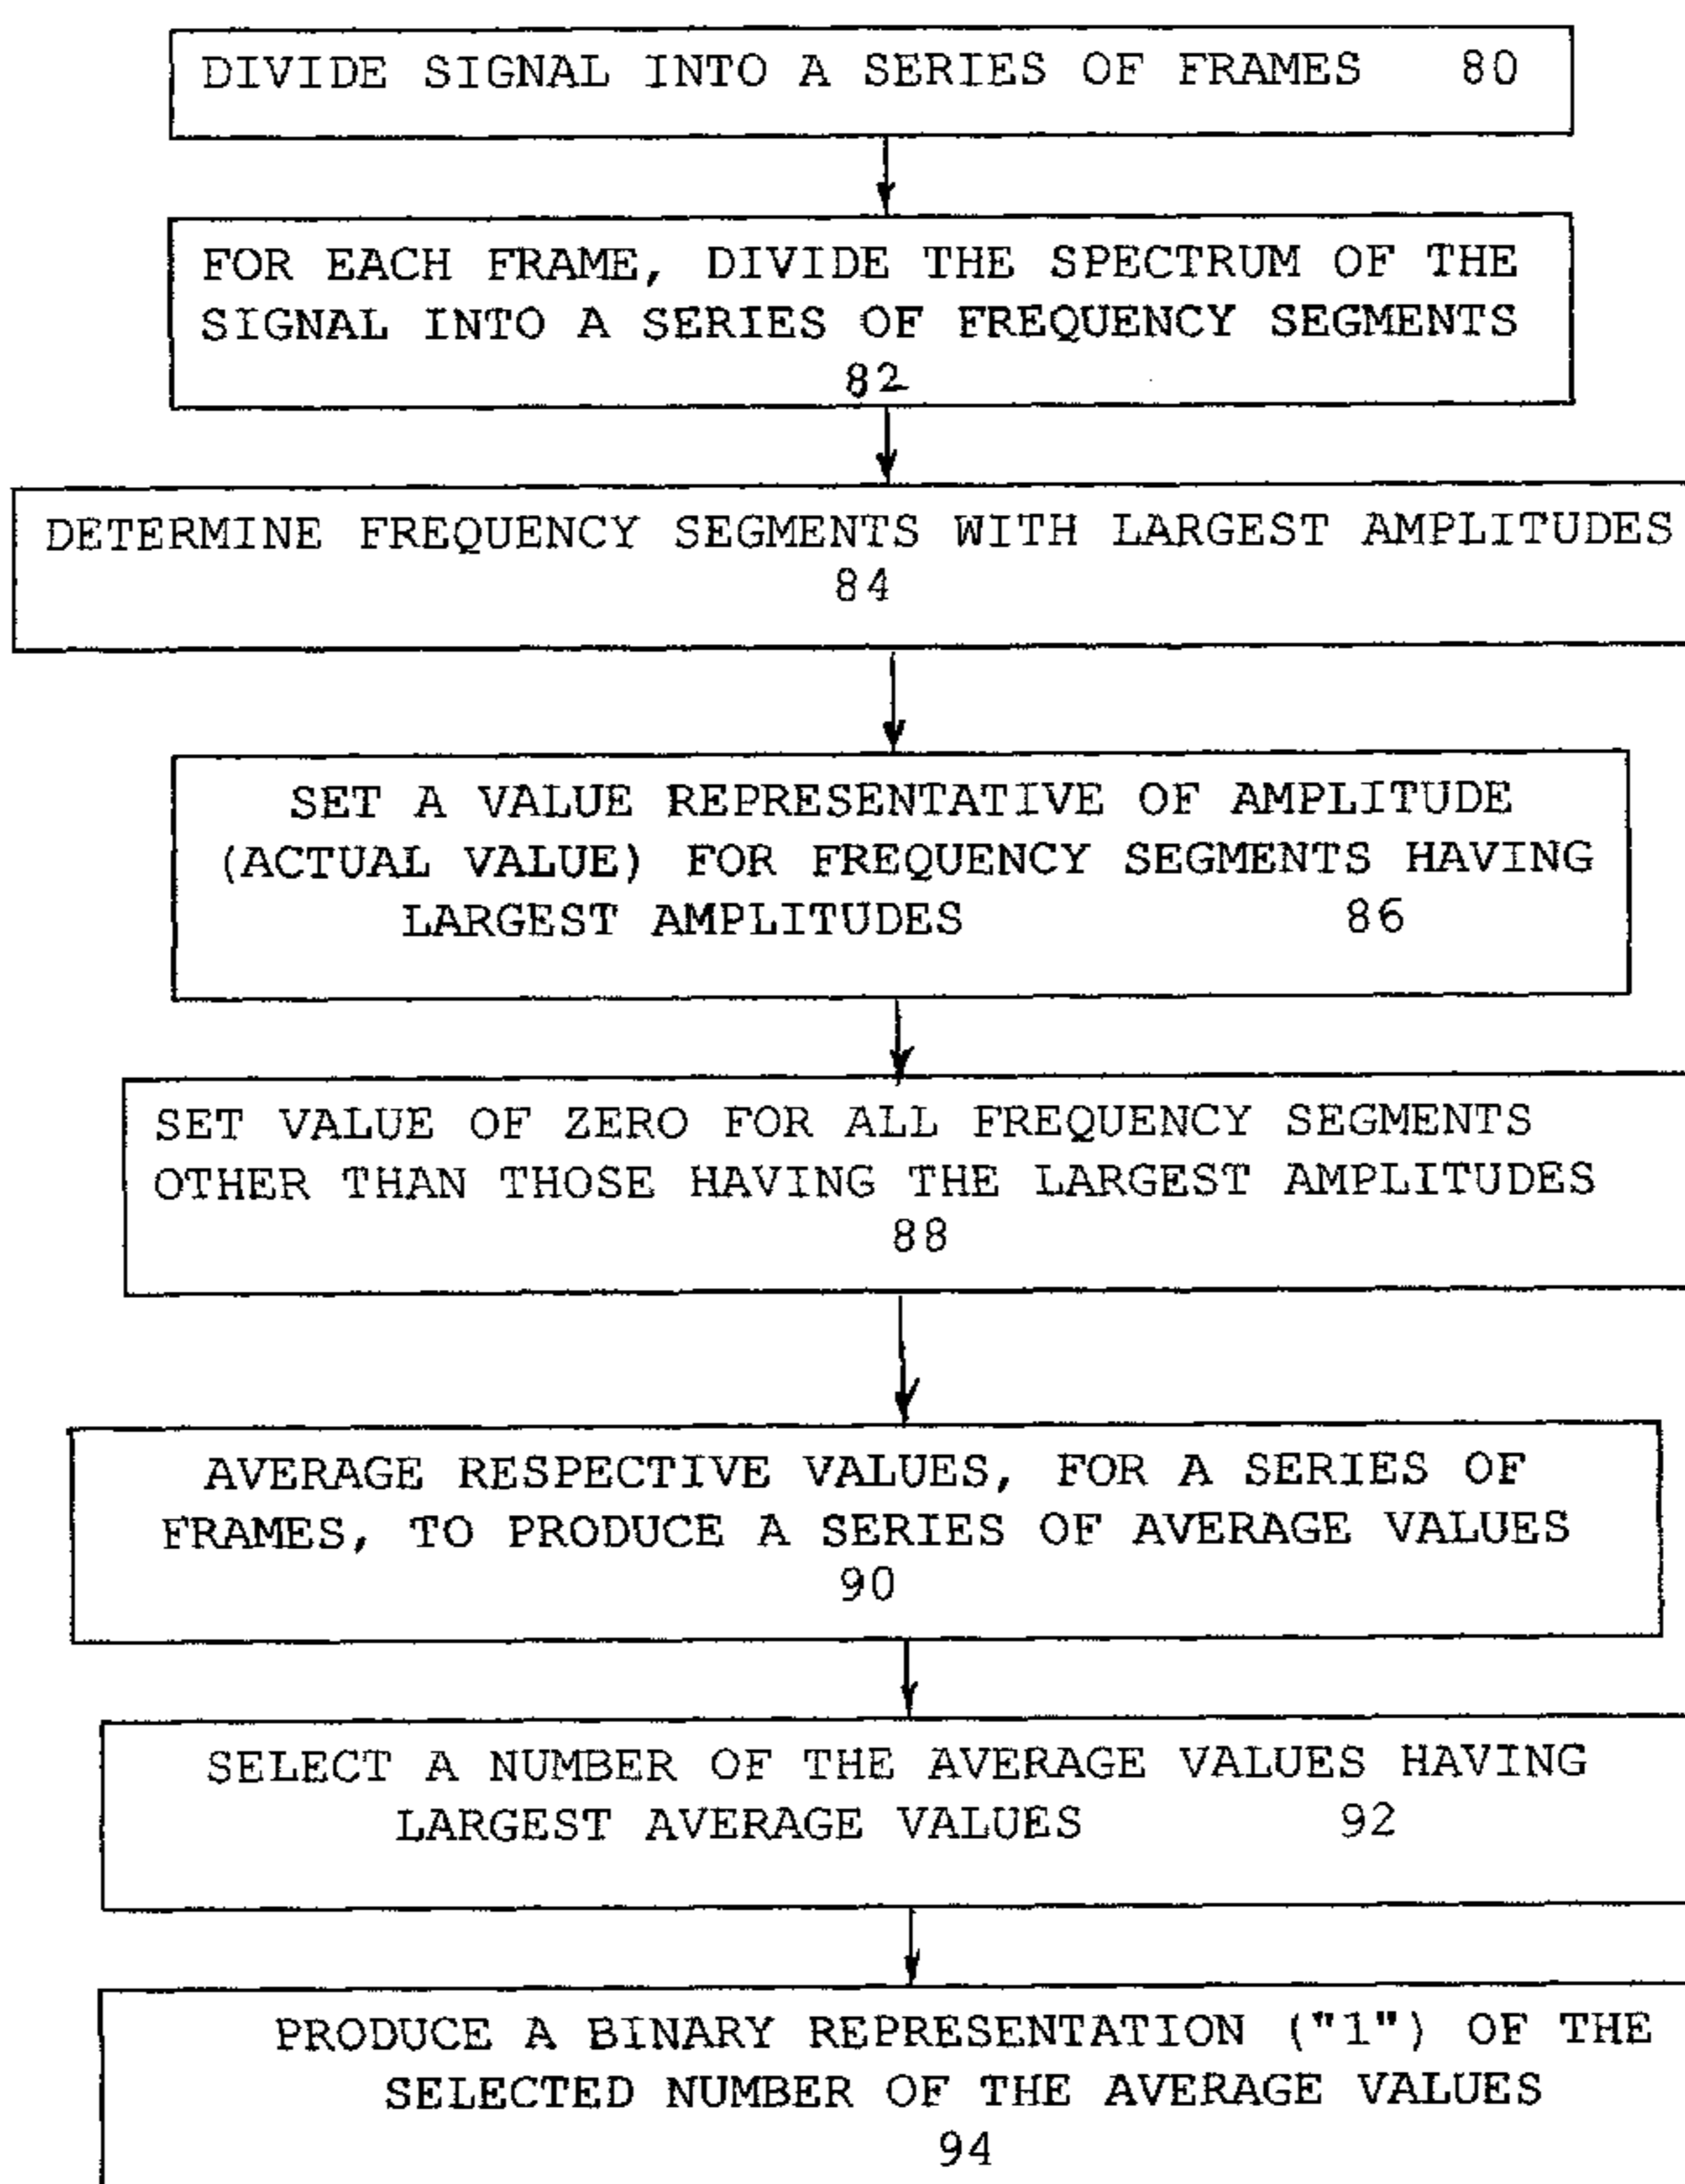 DIVIDE SIGNAL INTO A SERIES OF FRAMES 80
FOR EACH FRAME, DIVIDE THE SPECTRUM OF THE
SIGNAL INTO A SERIES OF FREQUENCY SEGMENTS
82
DETERMINE FREQUENCY SEGMENTS WITH LARGEST AMPLITUDES
84
SET A VALUE REPRESENTATIVE OF AMPLITUDE
(ACTUAL VALUE) FOR FREQUENCY SEGMENTS HAVING
LARGEST AMPLITUDES 86
SET VALUE OF ZERO FOR ALL FREQUENCY SEGMENTS
OTHER THAN THOSE HAVING THE LARGEST AMPLITUDES
88
AVERAGE RESPECTIVE VALUES, FOR A SERIES OF
FRAMES, TO PRODUCE A SERIES OF AVERAGE VALUES
90
SELECT A NUMBER OF THE AVERAGE VALUES HAVING
LARGEST AVERAGE VALUES 92
PRODUCE A BINARY REPRESENTATION ("1") OF THE
SELECTED NUMBER OF THE AVERAGE VALUES
94